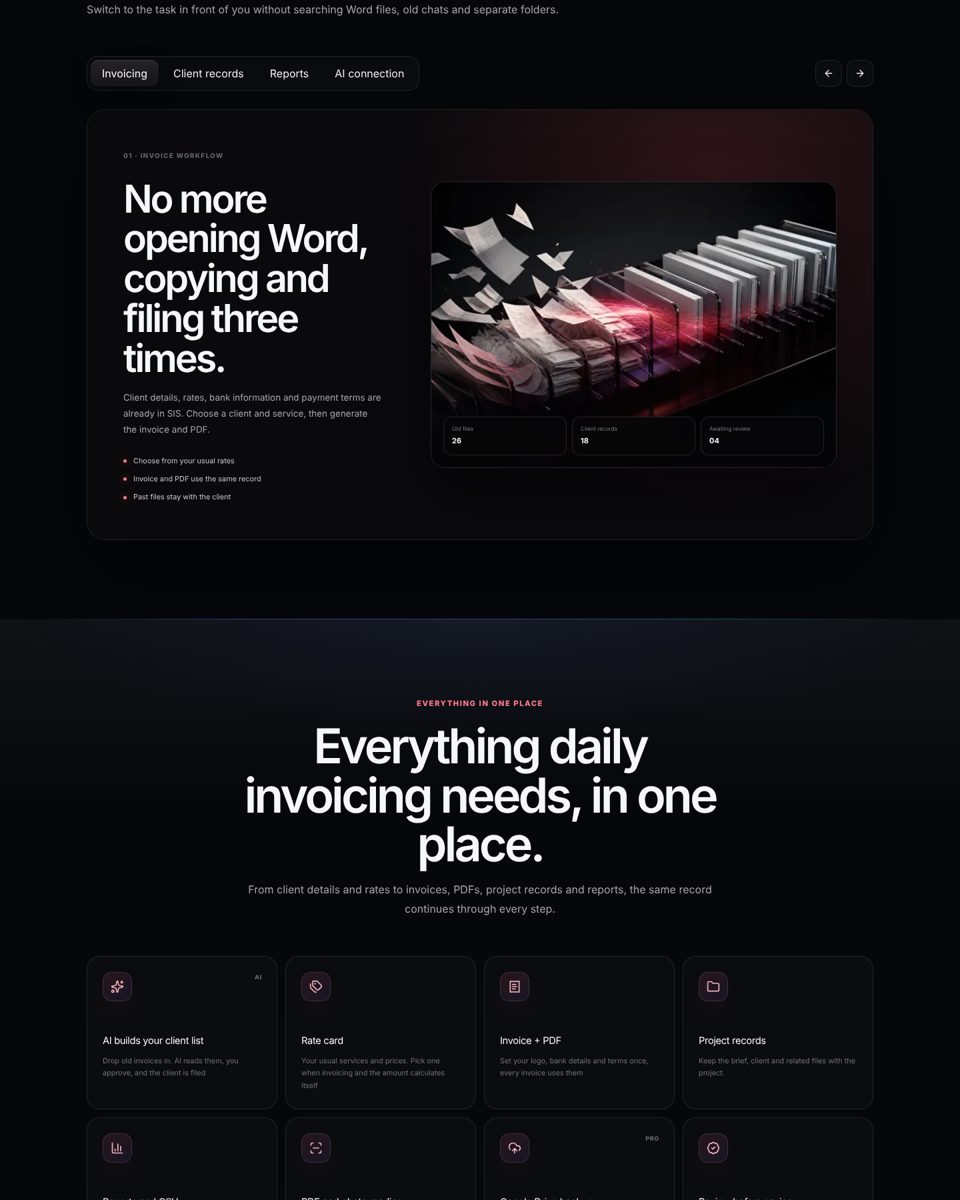 Switch to the task in front of you without searching Word files, old chats and separate folders.
Invoicing
Client records
Reports
AI connection
01 · INVOICE WORKFLOW
No more
opening Word,
copying and
filing three
times.
Client details, rates, bank information and payment terms are
already in SIS. Choose a client and service, then generate
the invoice and PDF.
Choose from your usual rates
Invoice and PDF use the same record
Past files stay with the client
Old files
26
Client records
18
Awaiting review
04
EVERYTHING IN ONE PLACE
Everything daily
invoicing needs, in one
place.
From client details and rates to invoices, PDFs, project records and reports, the same record
continues through every step.
AI
AI builds your client list
Drop old invoices in. AI reads them, you
approve, and the client is filed
Rate card
Your usual services and prices. Pick one
when invoicing and the amount calculates
itself
Invoice + PDF
Set your logo, bank details and terms once,
every invoice uses them
Project records
Keep the brief, client and related files with the
project.
PRO